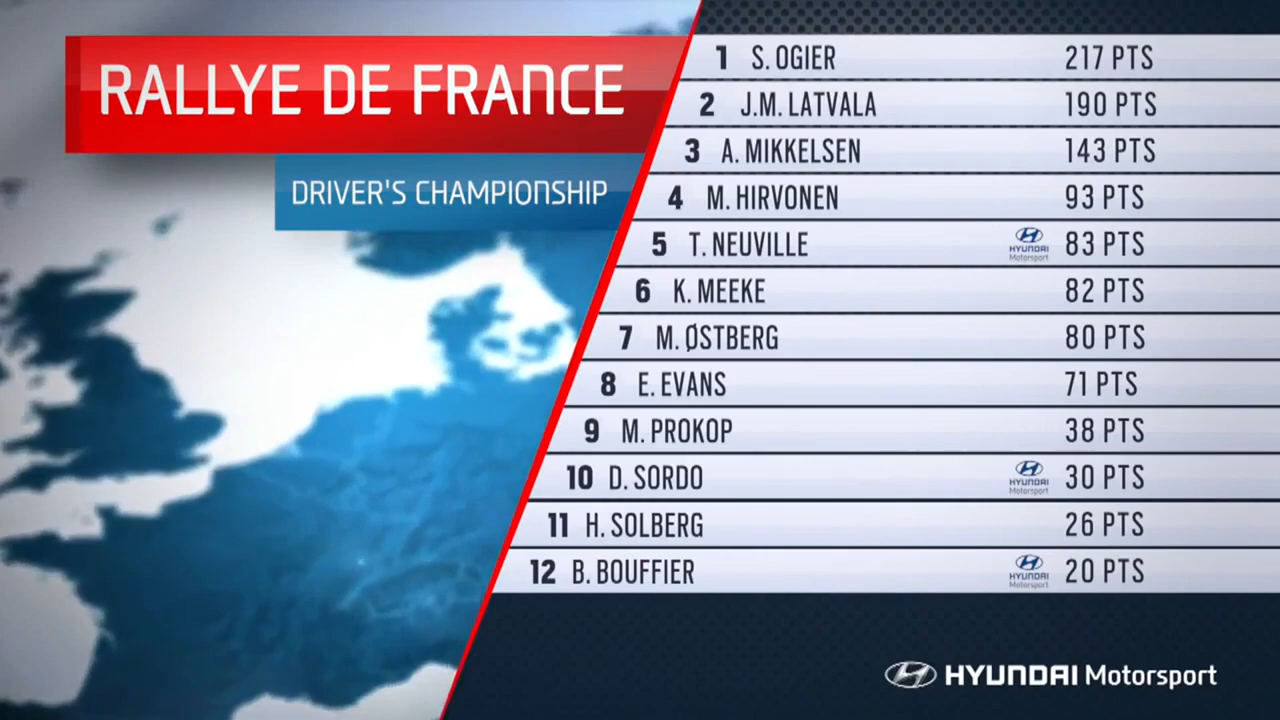 RALLYE DE FRANCE
DRIVER'S CHAMPIONSHIP
1 S. OGIER 217 PTS
2 J.M. LATVALA 190 PTS
3 A. MIKKELSEN 143 PTS
4 M. HIRVONEN 93 PTS
5 T. NEUVILLE HYUNDAI Motorsport 83 PTS
6 K. MEEKE 82 PTS
7 M. ØSTBERG 80 PTS
8 E. EVANS 71 PTS
9 M. PROKOP 38 PTS
10 D. SORDO HYUNDAI Motorsport 30 PTS
11 H. SOLBERG 26 PTS
12 B. BOUFFIER HYUNDAI Motorsport 20 PTS
HYUNDAI Motorsport